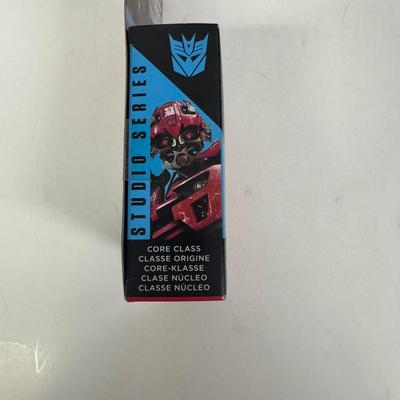 STUDIO SERIES
CORE CLASS
CLASSE ORIGINE
CORE-KLASSE
CLASE NÚCLEO
CLASSE NÚCLEO